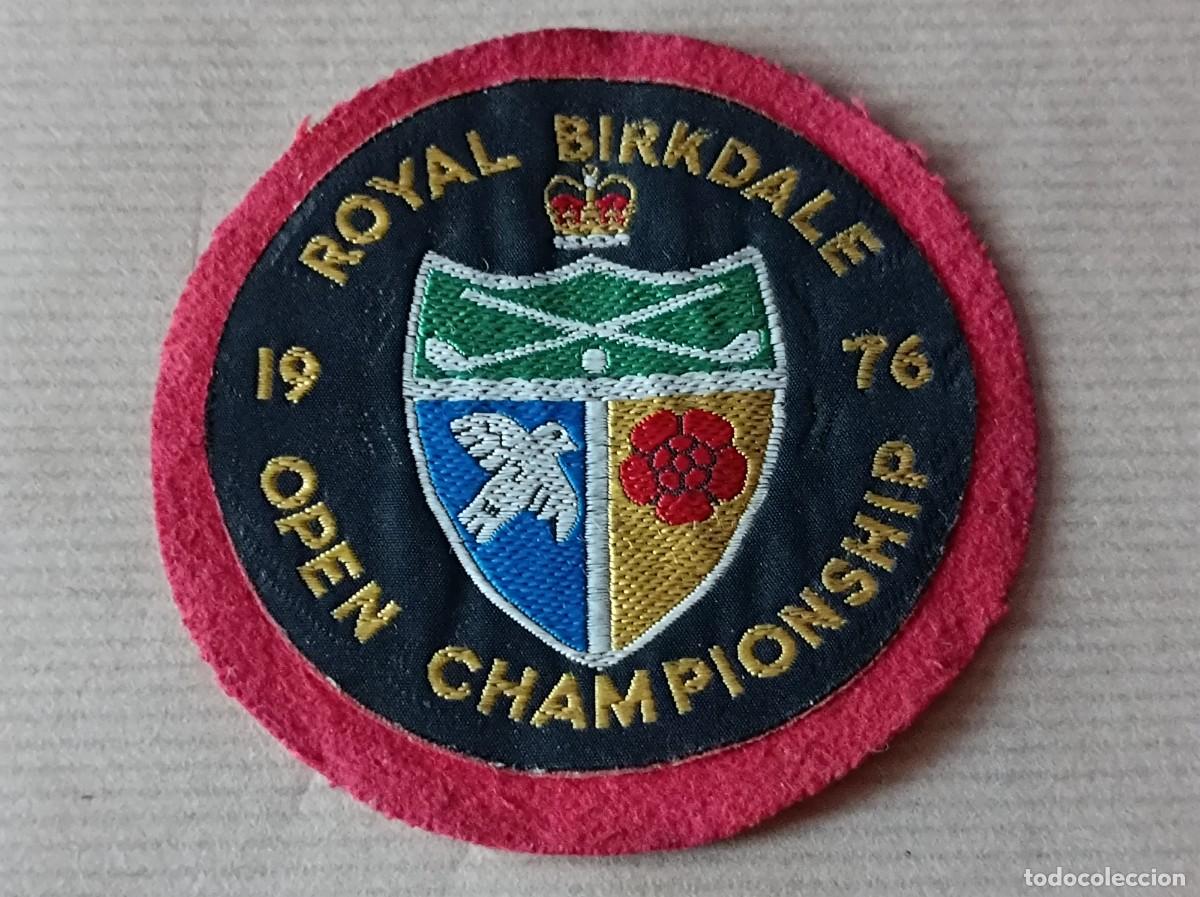 ROYAL BIRKDALE
19 76
OPEN CHAMPIONSHIP
todocoleccion